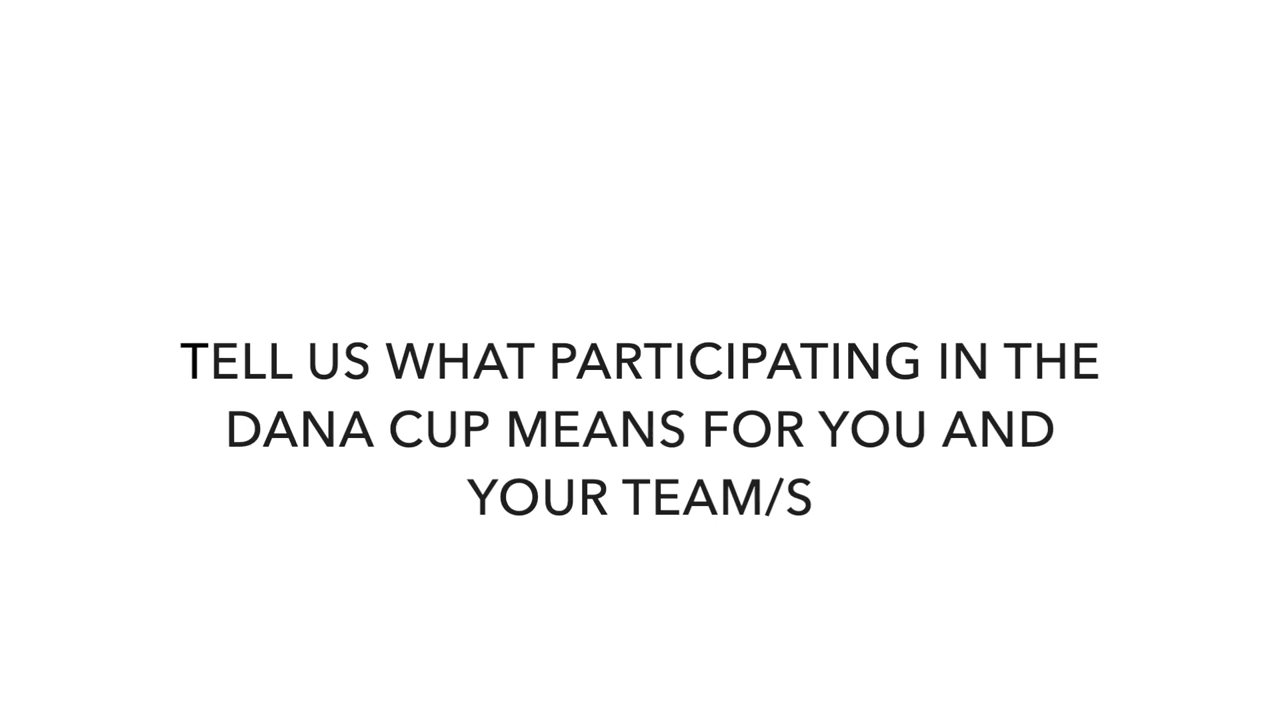 TELL US WHAT PARTICIPATING IN THE
DANA CUP MEANS FOR YOU AND
YOUR TEAM/S